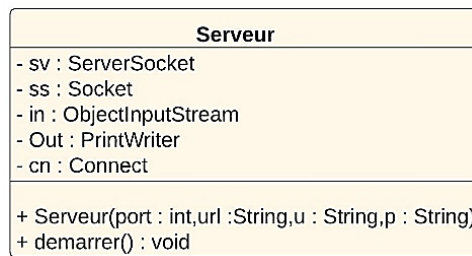 Serveur
- sv : ServerSocket
- ss : Socket
- in : ObjectInputStream
- Out : PrintWriter
- cn : Connect
+ Serveur(port : int,url :String,u : String,p : String)
+ demarrer() : void